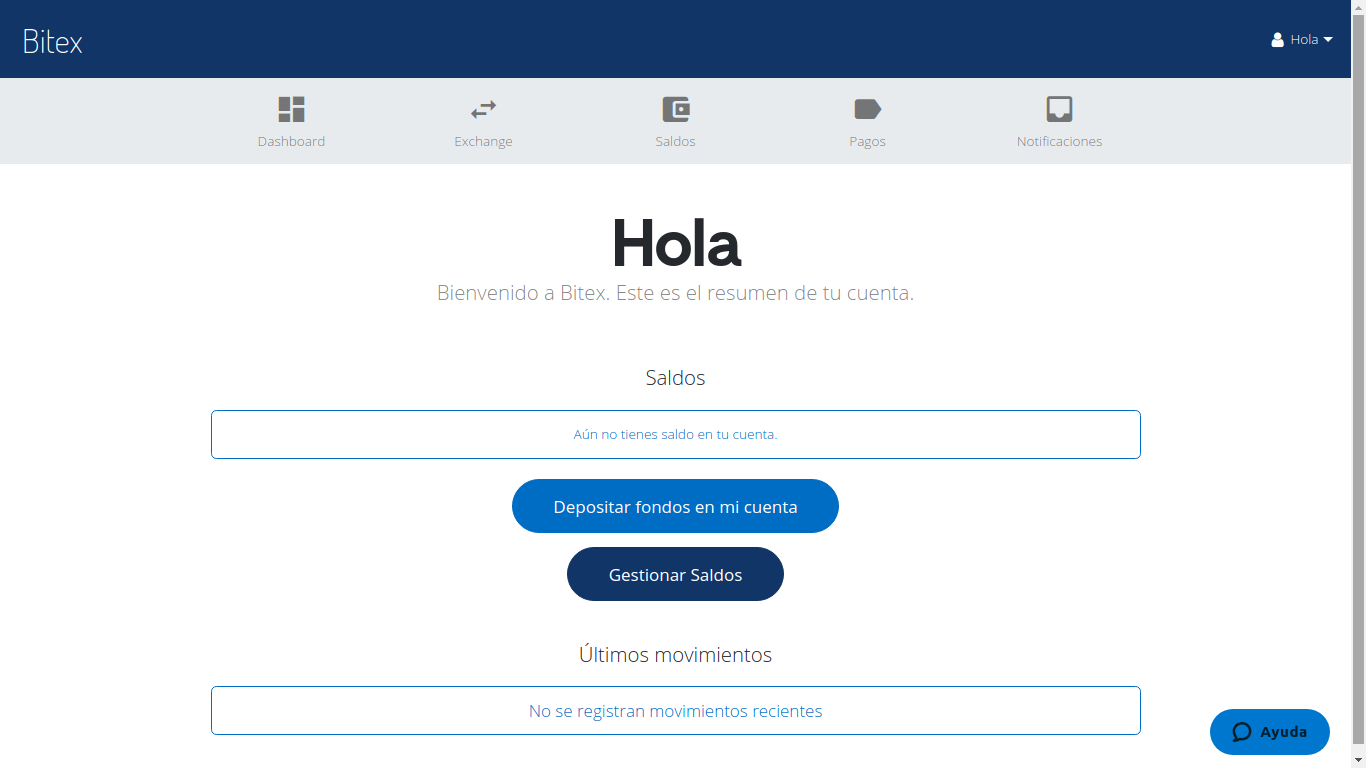 Bitex
Hola
Dashboard
Exchange
Saldos
Pagos
Notificaciones
Hola
Bienvenido a Bitex. Este es el resumen de tu cuenta.
Saldos
Aún no tienes saldo en tu cuenta.
Depositar fondos en mi cuenta
Gestionar Saldos
Últimos movimientos
No se registran movimientos recientes
Ayuda